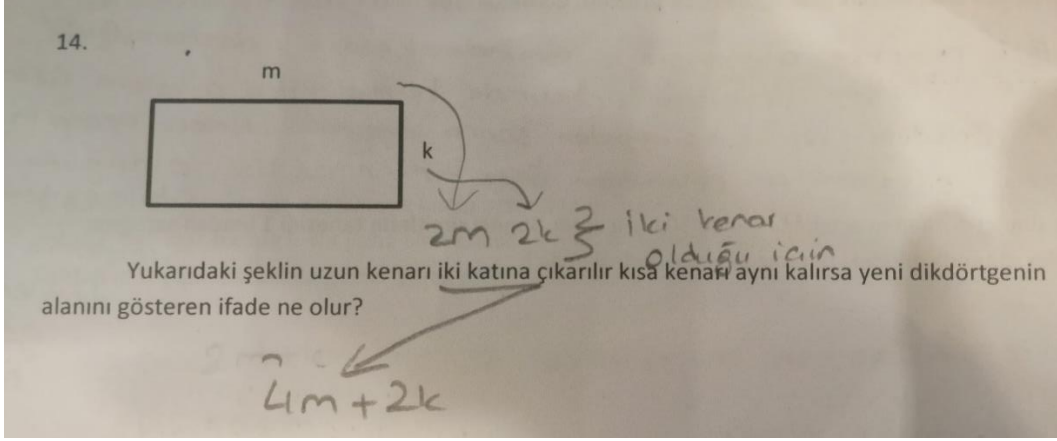 14.
m
k
2m 2k } iki kenar
olduğu için
Yukarıdaki şeklin uzun kenarı iki katına çıkarılır kısa kenarı aynı kalırsa yeni dikdörtgenin
alanını gösteren ifade ne olur?
4m+2k